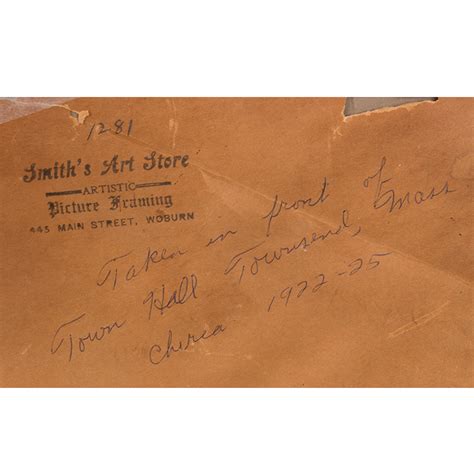 1281
Smith's Art Store
ARTISTIC
Picture Framing
445 MAIN STREET, WOBURN
Taken in front of
Town Hall Townsend, Mass
Chirca 1922-25